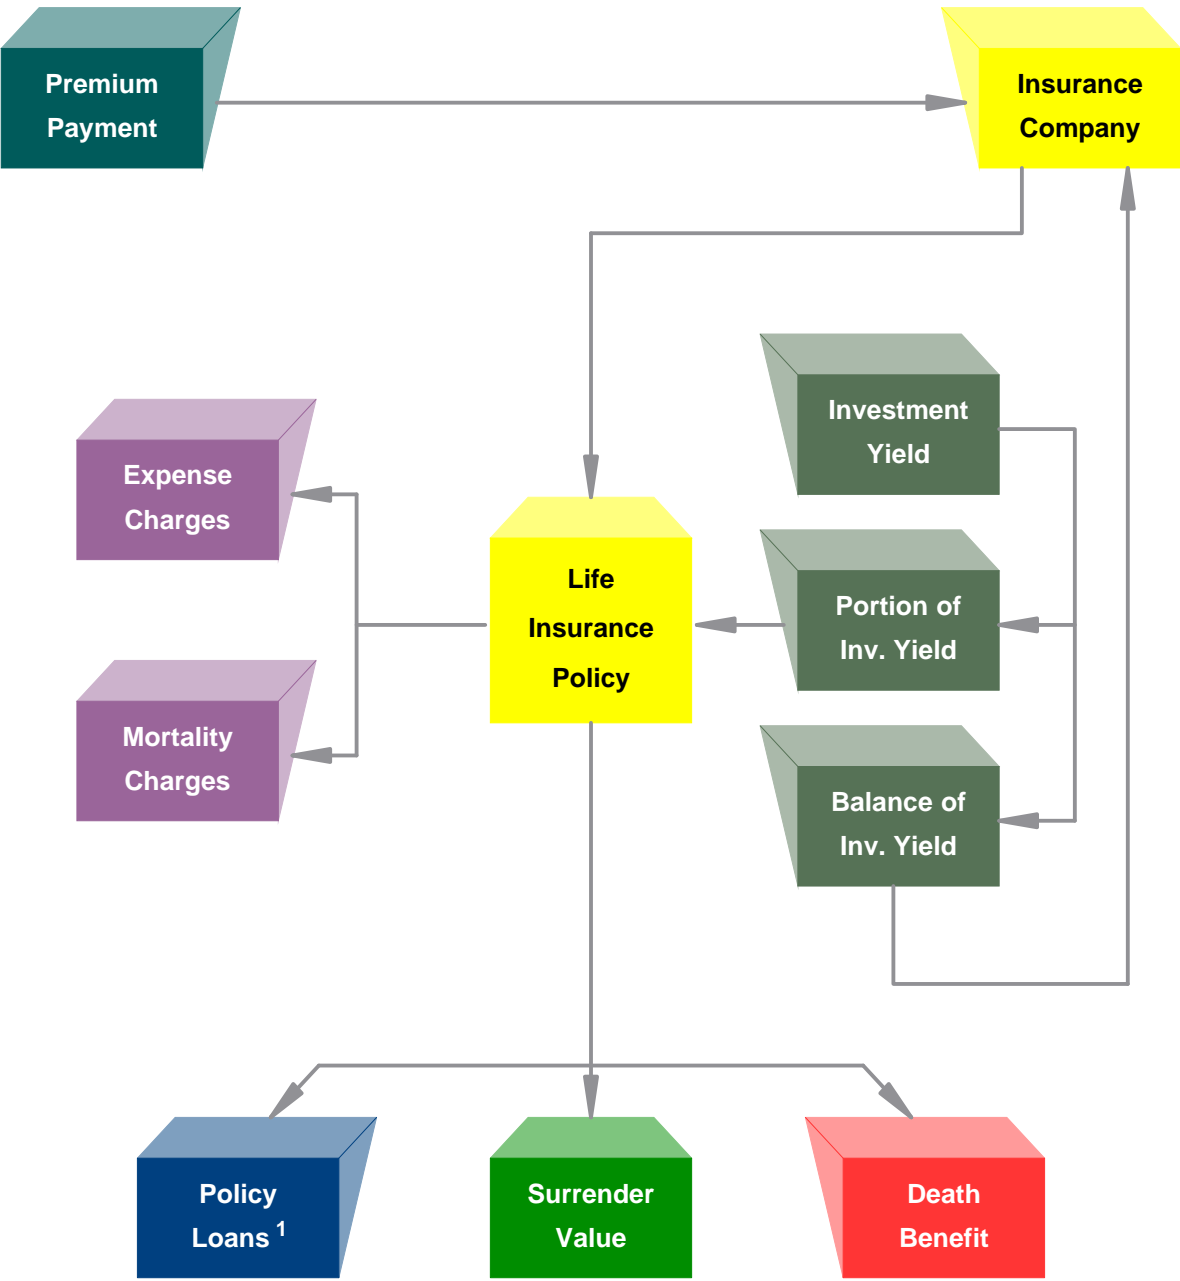 Premium
Payment
Insurance
Company
Investment
Yield
Expense
Charges
Life
Insurance
Policy
Portion of
Inv. Yield
Mortality
Charges
Balance of
Inv. Yield
Policy
Loans 1
Surrender
Value
Death
Benefit